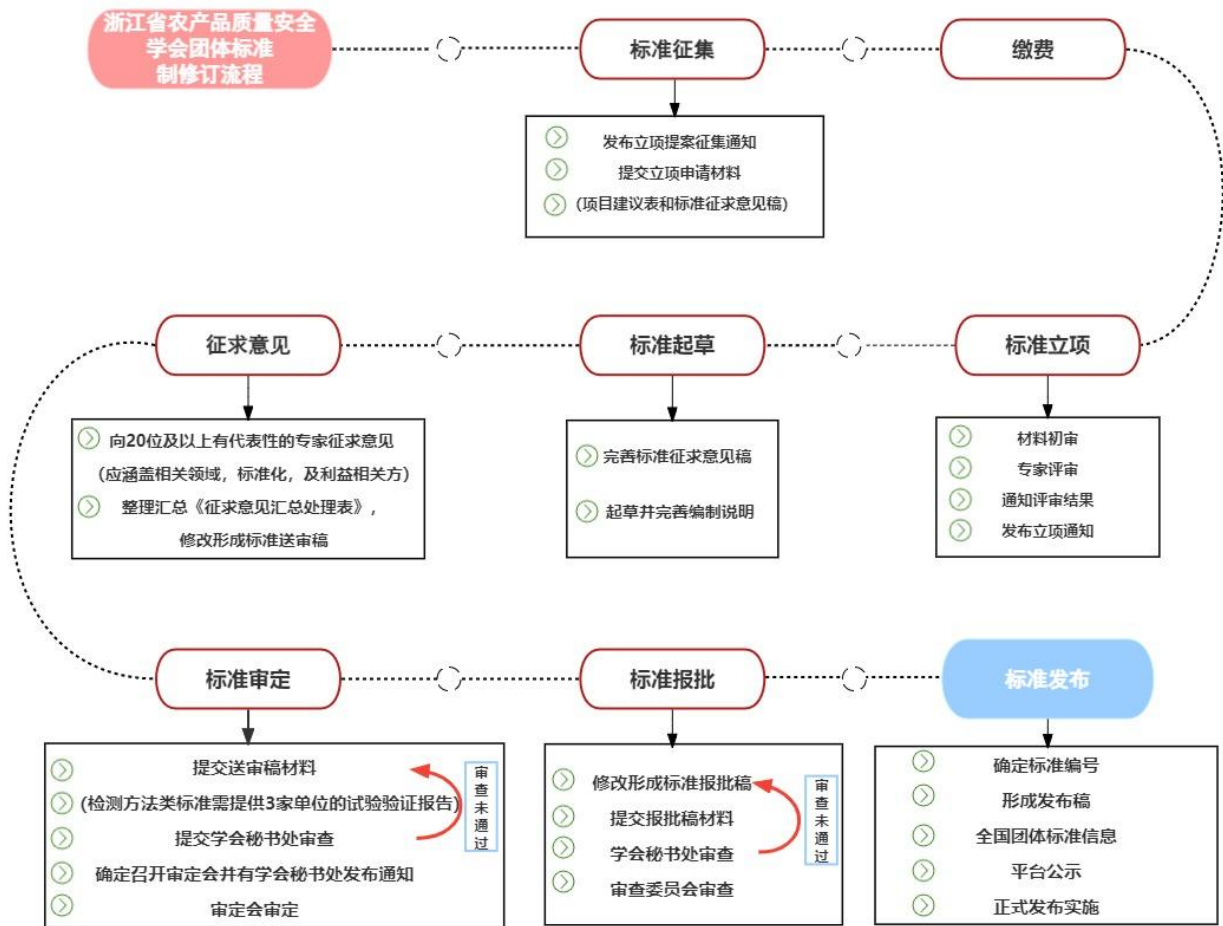 浙江省农产品质量安全
学会团体标准
制修订流程
标准征集
缴费
发布立项提案征集通知
提交立项申请材料
(项目建议表和标准征求意见稿)
征求意见
标准起草
标准立项
向20位及以上有代表性的专家征求意见
(应涵盖相关领域，标准化，及利益相关方)
整理汇总《征求意见汇总处理表》，
修改形成标准送审稿
完善标准征求意见稿
起草并完善编制说明
材料初审
专家评审
通知评审结果
发布立项通知
标准审定
标准报批
标准发布
提交送审稿材料
(检测方法类标准需提供3家单位的试验验证报告)
提交学会秘书处审查
确定召开审定会并有学会秘书处发布通知
审定会审定
审查未通过
修改形成标准报批稿
提交报批稿材料
学会秘书处审查
审查委员会审查
审查未通过
确定标准编号
形成发布稿
全国团体标准信息
平台公示
正式发布实施